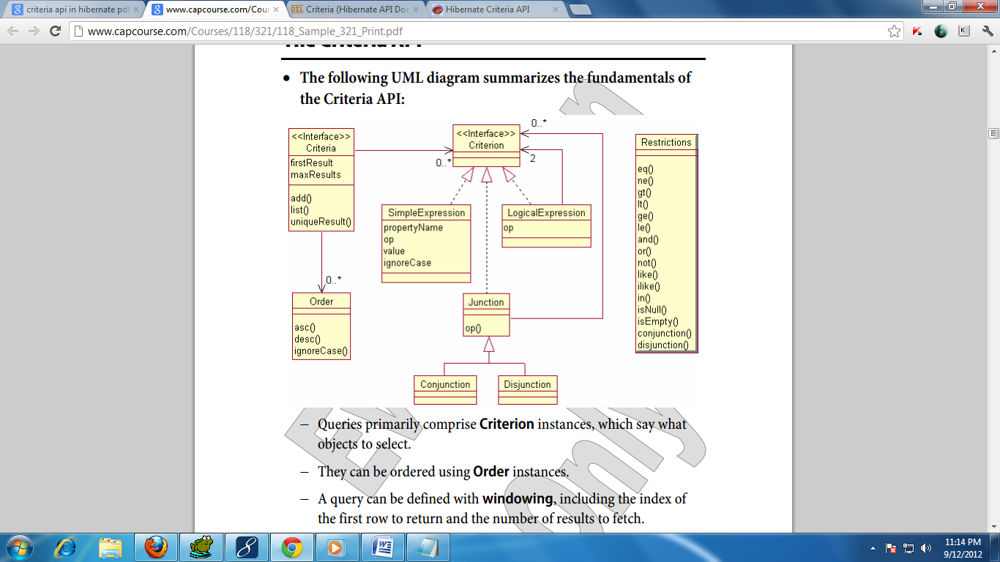 criteria api in hibernate pdf
www.capcourse.com/Cour
Criteria (Hibernate API Doc
Hibernate Criteria API
www.capcourse.com/Courses/118/321/118_Sample_321_Print.pdf
The Criteria API
• The following UML diagram summarizes the fundamentals of
the Criteria API:
<<Interface>>
Criteria
firstResult
maxResults
add()
list()
uniqueResult()
0..*
<<Interface>>
Criterion
0..*
2
Restrictions
eq()
ne()
gt()
lt()
ge()
le()
and()
or()
not()
like()
ilike()
in()
isNull()
isEmpty()
conjunction()
disjunction()
SimpleExpression
propertyName
op
value
ignoreCase
LogicalExpression
op
0..*
Order
asc()
desc()
ignoreCase()
Junction
op()
Conjunction
Disjunction
– Queries primarily comprise Criterion instances, which say what
objects to select.
– They can be ordered using Order instances.
– A query can be defined with windowing, including the index of
the first row to return and the number of results to fetch.
only
11:14 PM
9/12/2012